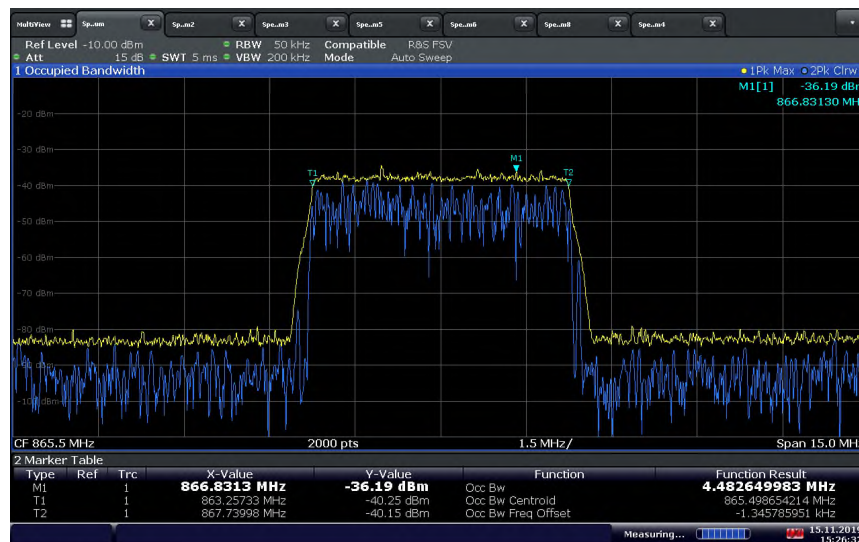 MultiView Sp..um X Sp..m2 X Spe..m3 X Spe..m5 X Spe..m6 X Spe..m8 X Spe..m4 X
Ref Level -10.00 dBm RBW 50 kHz Compatible R&S FSV
Att 15 dB SWT 5 ms VBW 200 kHz Mode Auto Sweep
1 Occupied Bandwidth 1Pk Max 2Pk Clrw
M1[1] -36.19 dBm
866.83130 MH
-20 dBm
-30 dBm
M1
T1 T2
-40 dBm
-50 dBm
-60 dBm
-70 dBm
-80 dBm
CF 865.5 MHz 2000 pts 1.5 MHz/ Span 15.0 MH
2 Marker Table
Type Ref Trc X-Value Y-Value Function Function Result
M1 1 866.8313 MHz -36.19 dBm Occ Bw 4.482649983 MHz
T1 1 863.25733 MHz -40.25 dBm Occ Bw Centroid 865.498654214 MHz
T2 1 867.73998 MHz -40.15 dBm Occ Bw Freq Offset -1.345785951 kHz
Measuring... 15.11.2019
15:26:37